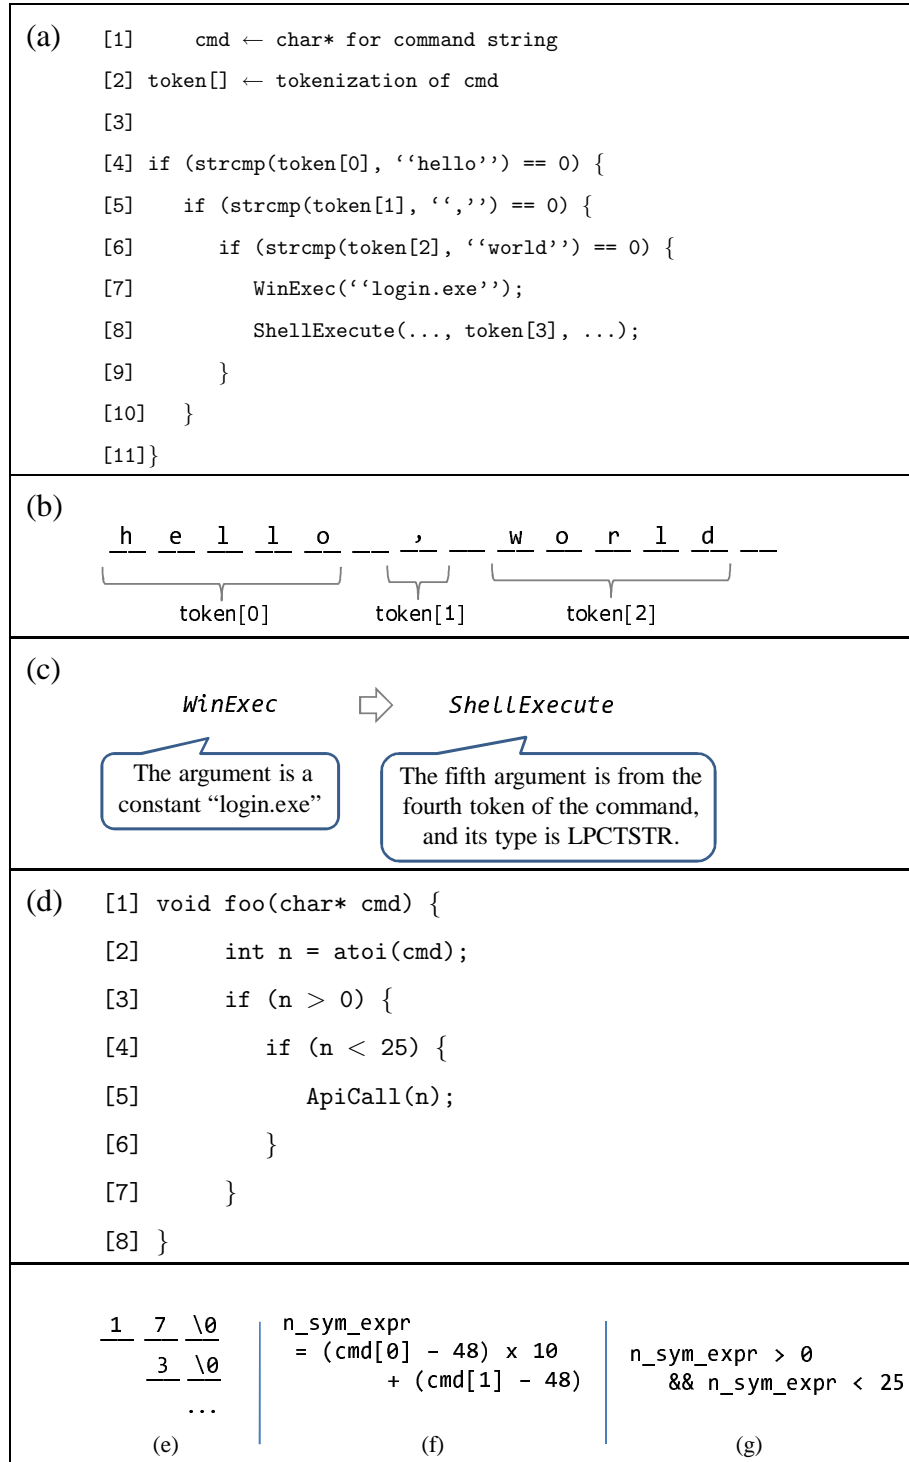 (a) [1] cmd ← char* for command string
[2] token[] ← tokenization of cmd
[3]
[4] if (strcmp(token[0], ‘‘hello’’) == 0) {
[5] if (strcmp(token[1], ‘‘,’’) == 0) {
[6] if (strcmp(token[2], ‘‘world’’) == 0) {
[7] WinExec(‘‘login.exe’’);
[8] ShellExecute(..., token[3], ...);
[9] }
[10] }
[11]}
(b)
h e l l o __ , __ w o r l d __
token[0] token[1] token[2]
(c)
WinExec ShellExecute
The argument is a
constant “login.exe”
The fifth argument is from the
fourth token of the command,
and its type is LPCTSTR.
(d) [1] void foo(char* cmd) {
[2] int n = atoi(cmd);
[3] if (n > 0) {
[4] if (n < 25) {
[5] ApiCall(n);
[6] }
[7] }
[8] }
1 7 \0
3 \0
...
(e)
n_sym_expr
= (cmd[0] – 48) x 10
+ (cmd[1] – 48)
(f)
n_sym_expr > 0
&& n_sym_expr < 25
(g)